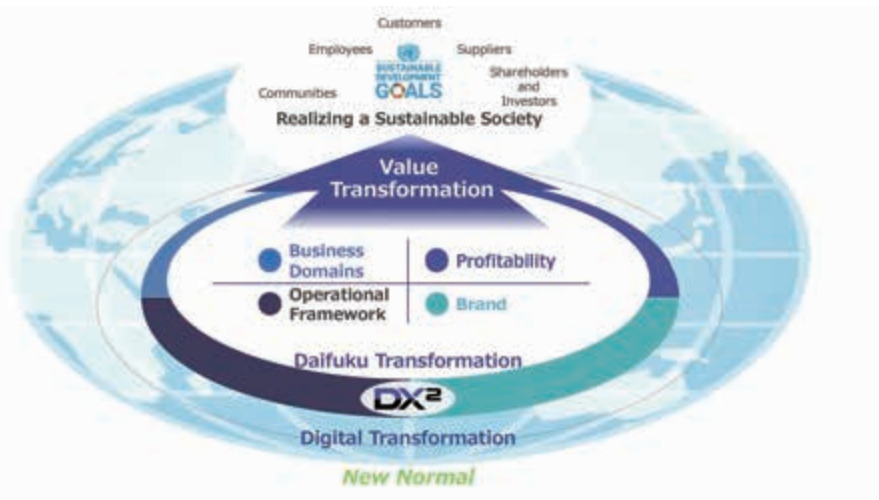 Customers
Employees
Suppliers
SUSTAINABLE
DEVELOPMENT
GOALS
Communities
Shareholders
and
Investors
Realizing a Sustainable Society
Value
Transformation
Business
Domains
Profitability
Operational
Framework
Brand
Daifuku Transformation
DX²
Digital Transformation
New Normal